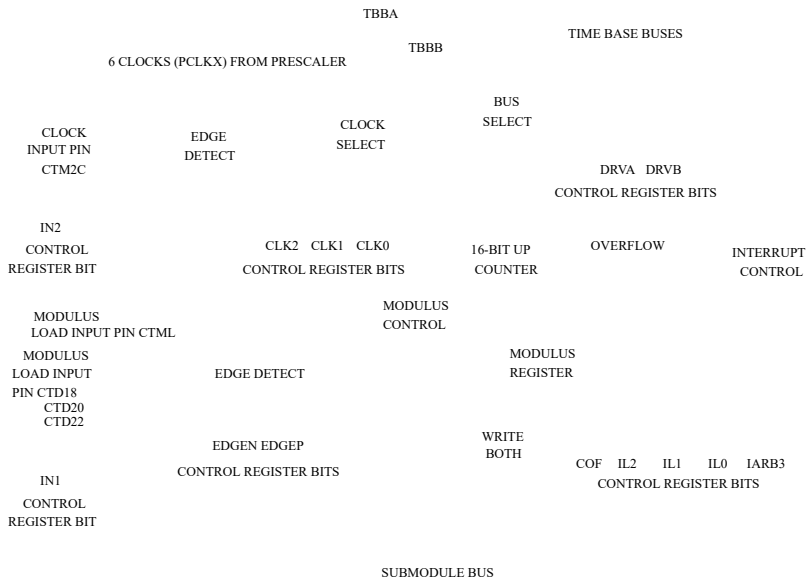 TBBA
TIME BASE BUSES
TBBB
6 CLOCKS (PCLKX) FROM PRESCALER
BUS
SELECT
CLOCK
INPUT PIN
CTM2C
EDGE
DETECT
CLOCK
SELECT
DRVA DRVB
CONTROL REGISTER BITS
IN2
CONTROL
REGISTER BIT
CLK2 CLK1 CLK0
CONTROL REGISTER BITS
16-BIT UP
COUNTER
OVERFLOW
INTERRUPT
CONTROL
MODULUS
LOAD INPUT PIN CTML
MODULUS
CONTROL
MODULUS
LOAD INPUT
PIN CTD18
CTD20
CTD22
EDGE DETECT
MODULUS
REGISTER
EDGEN EDGEP
CONTROL REGISTER BITS
WRITE
BOTH
COF IL2 IL1 IL0 IARB3
CONTROL REGISTER BITS
IN1
CONTROL
REGISTER BIT
SUBMODULE BUS